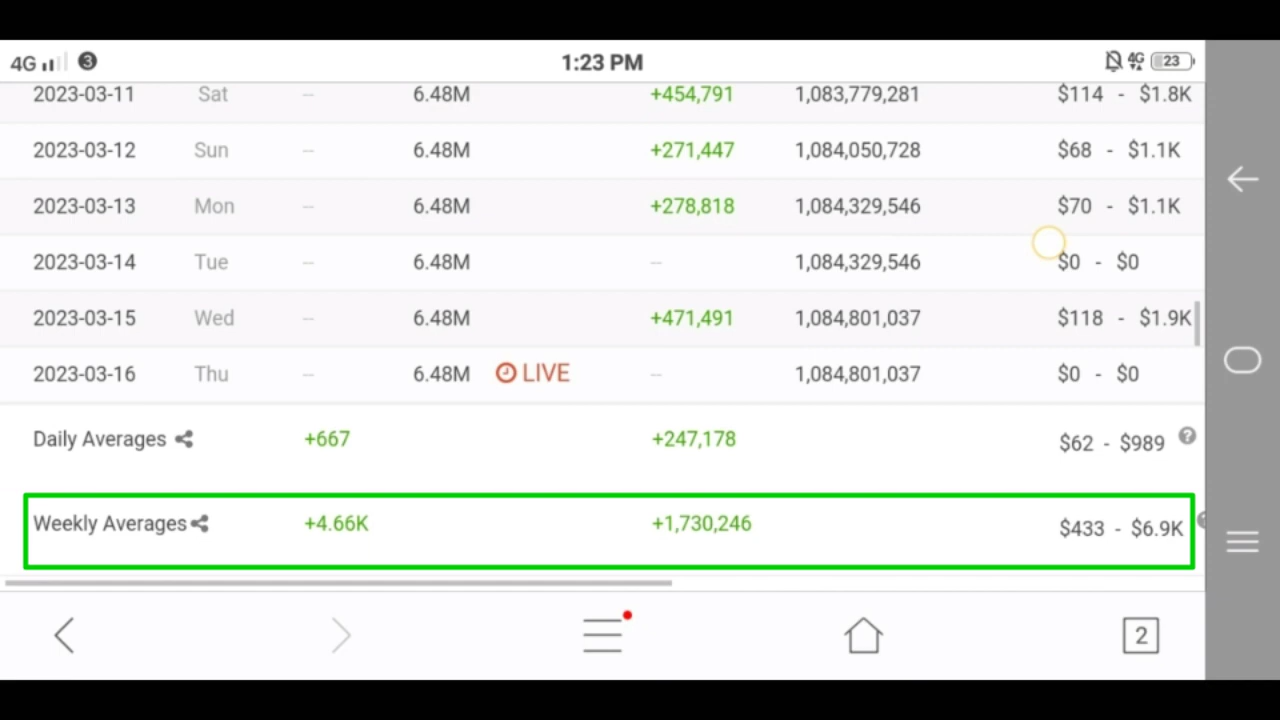 4G 3 1:23 PM 4G 23
2023-03-11 Sat -- 6.48M +454,791 1,083,779,281 $114 - $1.8K
2023-03-12 Sun -- 6.48M +271,447 1,084,050,728 $68 - $1.1K
2023-03-13 Mon -- 6.48M +278,818 1,084,329,546 $70 - $1.1K
2023-03-14 Tue -- 6.48M -- 1,084,329,546 $0 - $0
2023-03-15 Wed -- 6.48M +471,491 1,084,801,037 $118 - $1.9K
2023-03-16 Thu -- 6.48M LIVE -- 1,084,801,037 $0 - $0
Daily Averages +667 +247,178 $62 - $989 ?
Weekly Averages +4.66K +1,730,246 $433 - $6.9K ?
2